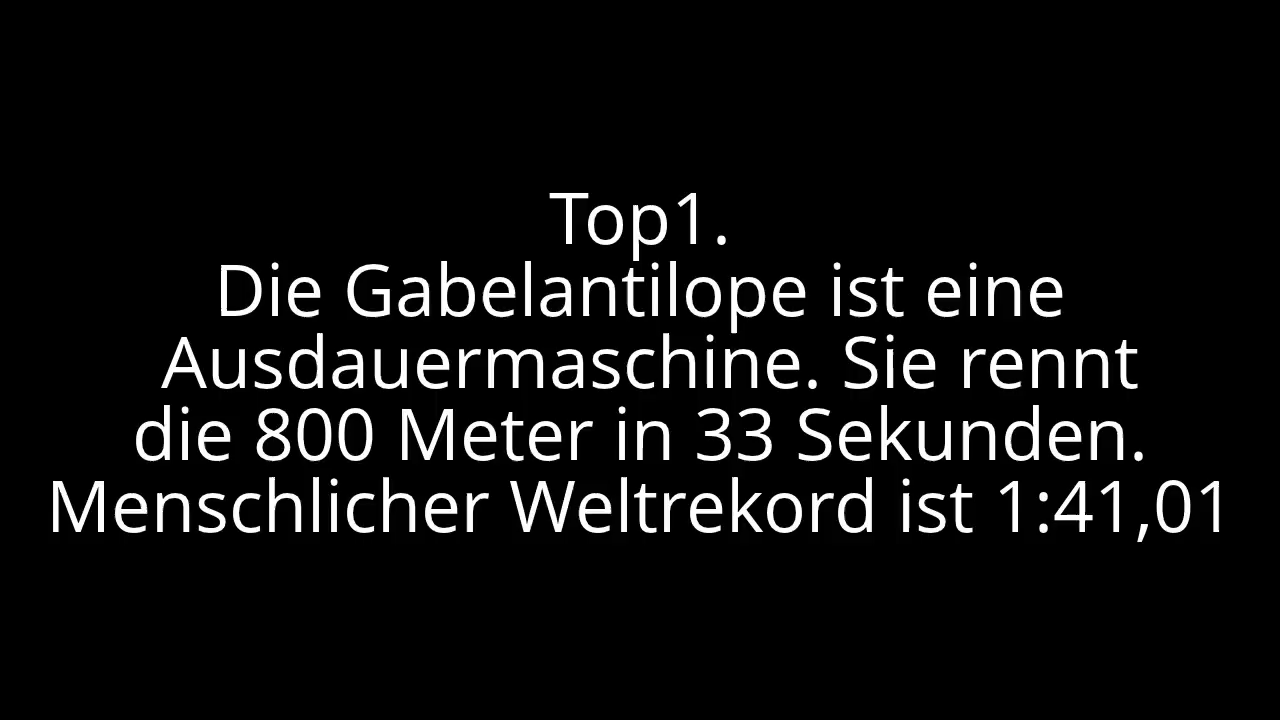 Top1.
Die Gabelantilope ist eine
Ausdauermaschine. Sie rennt
die 800 Meter in 33 Sekunden.
Menschlicher Weltrekord ist 1:41,01